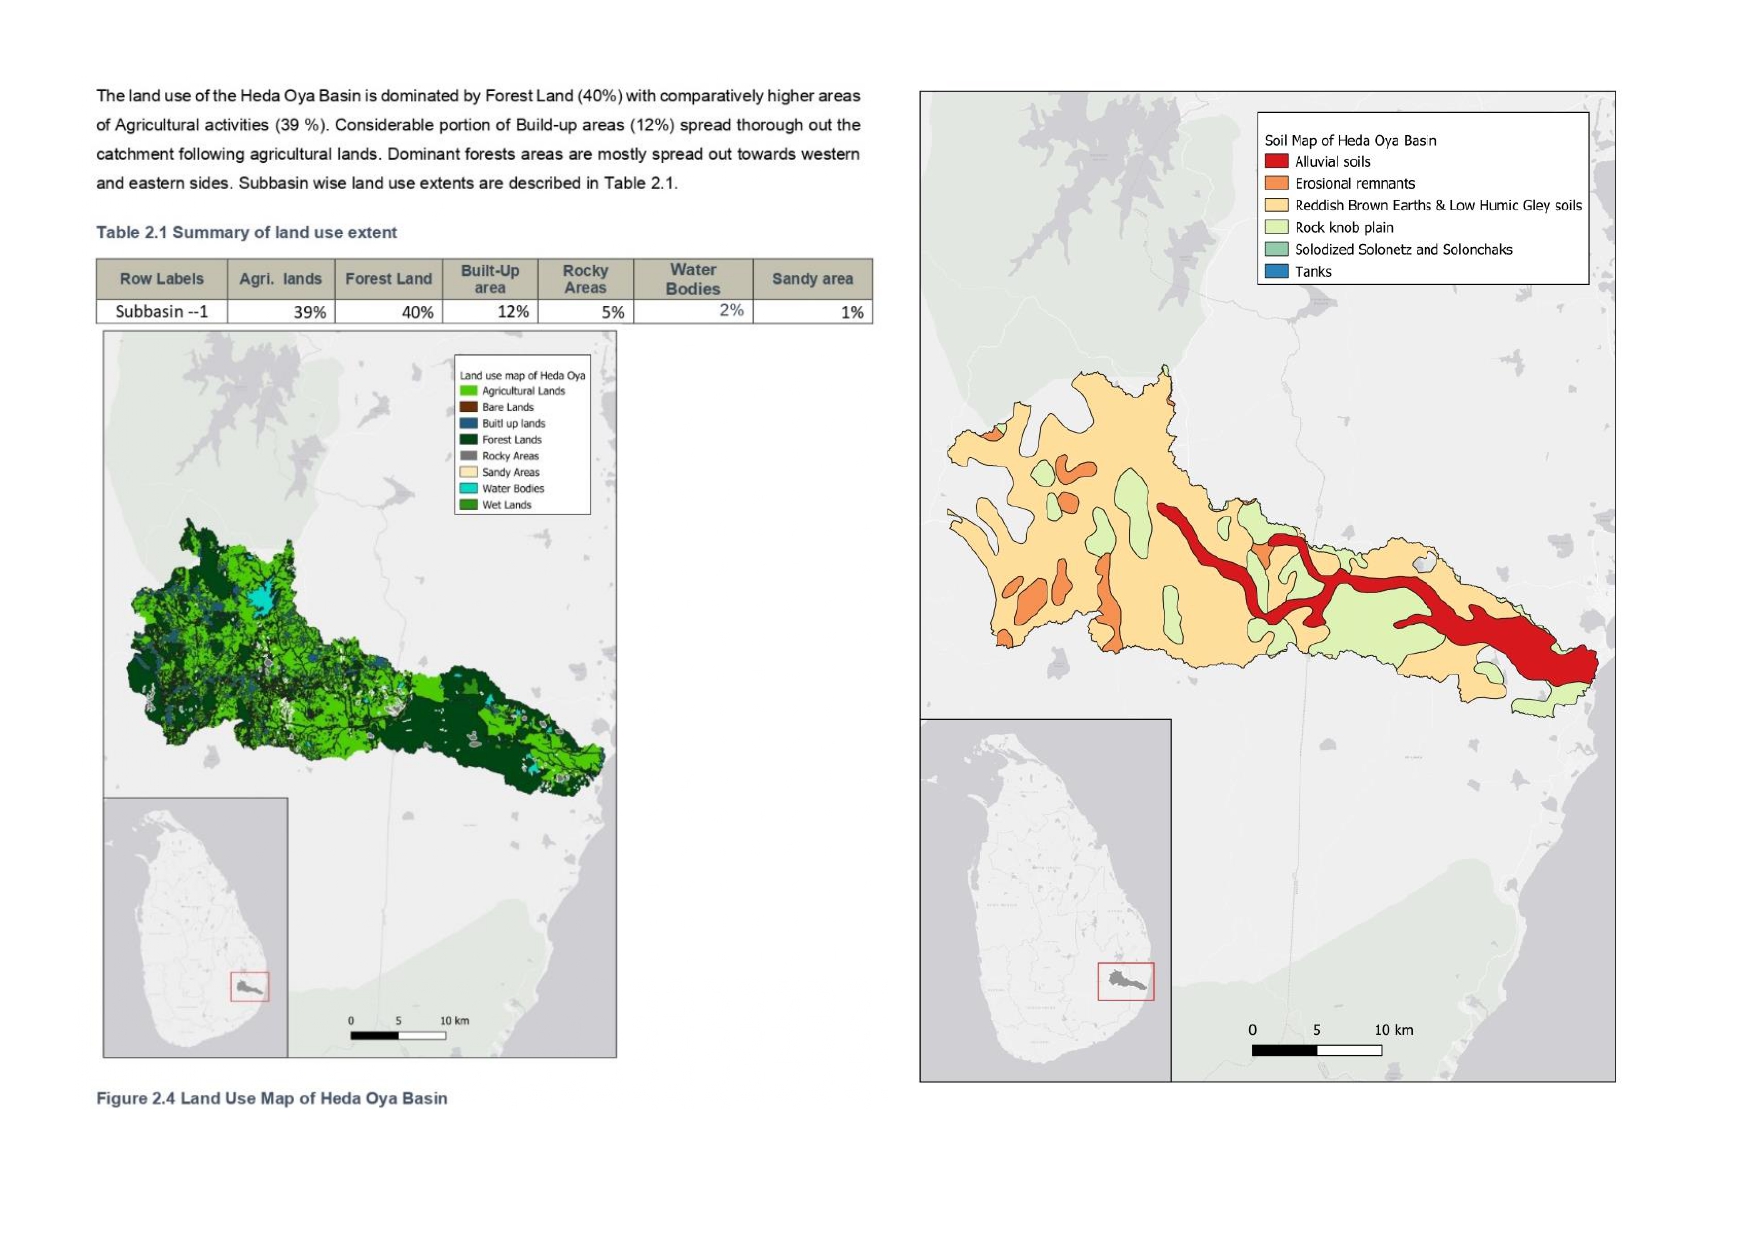 The land use of the Heda Oya Basin is dominated by Forest Land (40%) with comparatively higher areas
of Agricultural activities (39 %). Considerable portion of Build-up areas (12%) spread thorough out the
catchment following agricultural lands. Dominant forests areas are mostly spread out towards western
and eastern sides. Subbasin wise land use extents are described in Table 2.1.
Table 2.1 Summary of land use extent
Row Labels Agri. lands Forest Land Built-Up area Rocky Areas Water Bodies Sandy area
Subbasin --1 39% 40% 12% 5% 2% 1%
Land use map of Heda Oya
Agricultural Lands
Bare Lands
Buitl up lands
Forest Lands
Rocky Areas
Sandy Areas
Water Bodies
Wet Lands
0 5 10 km
Figure 2.4 Land Use Map of Heda Oya Basin
Soil Map of Heda Oya Basin
Alluvial soils
Erosional remnants
Reddish Brown Earths & Low Humic Gley soils
Rock knob plain
Solodized Solonetz and Solonchaks
Tanks
0 5 10 km